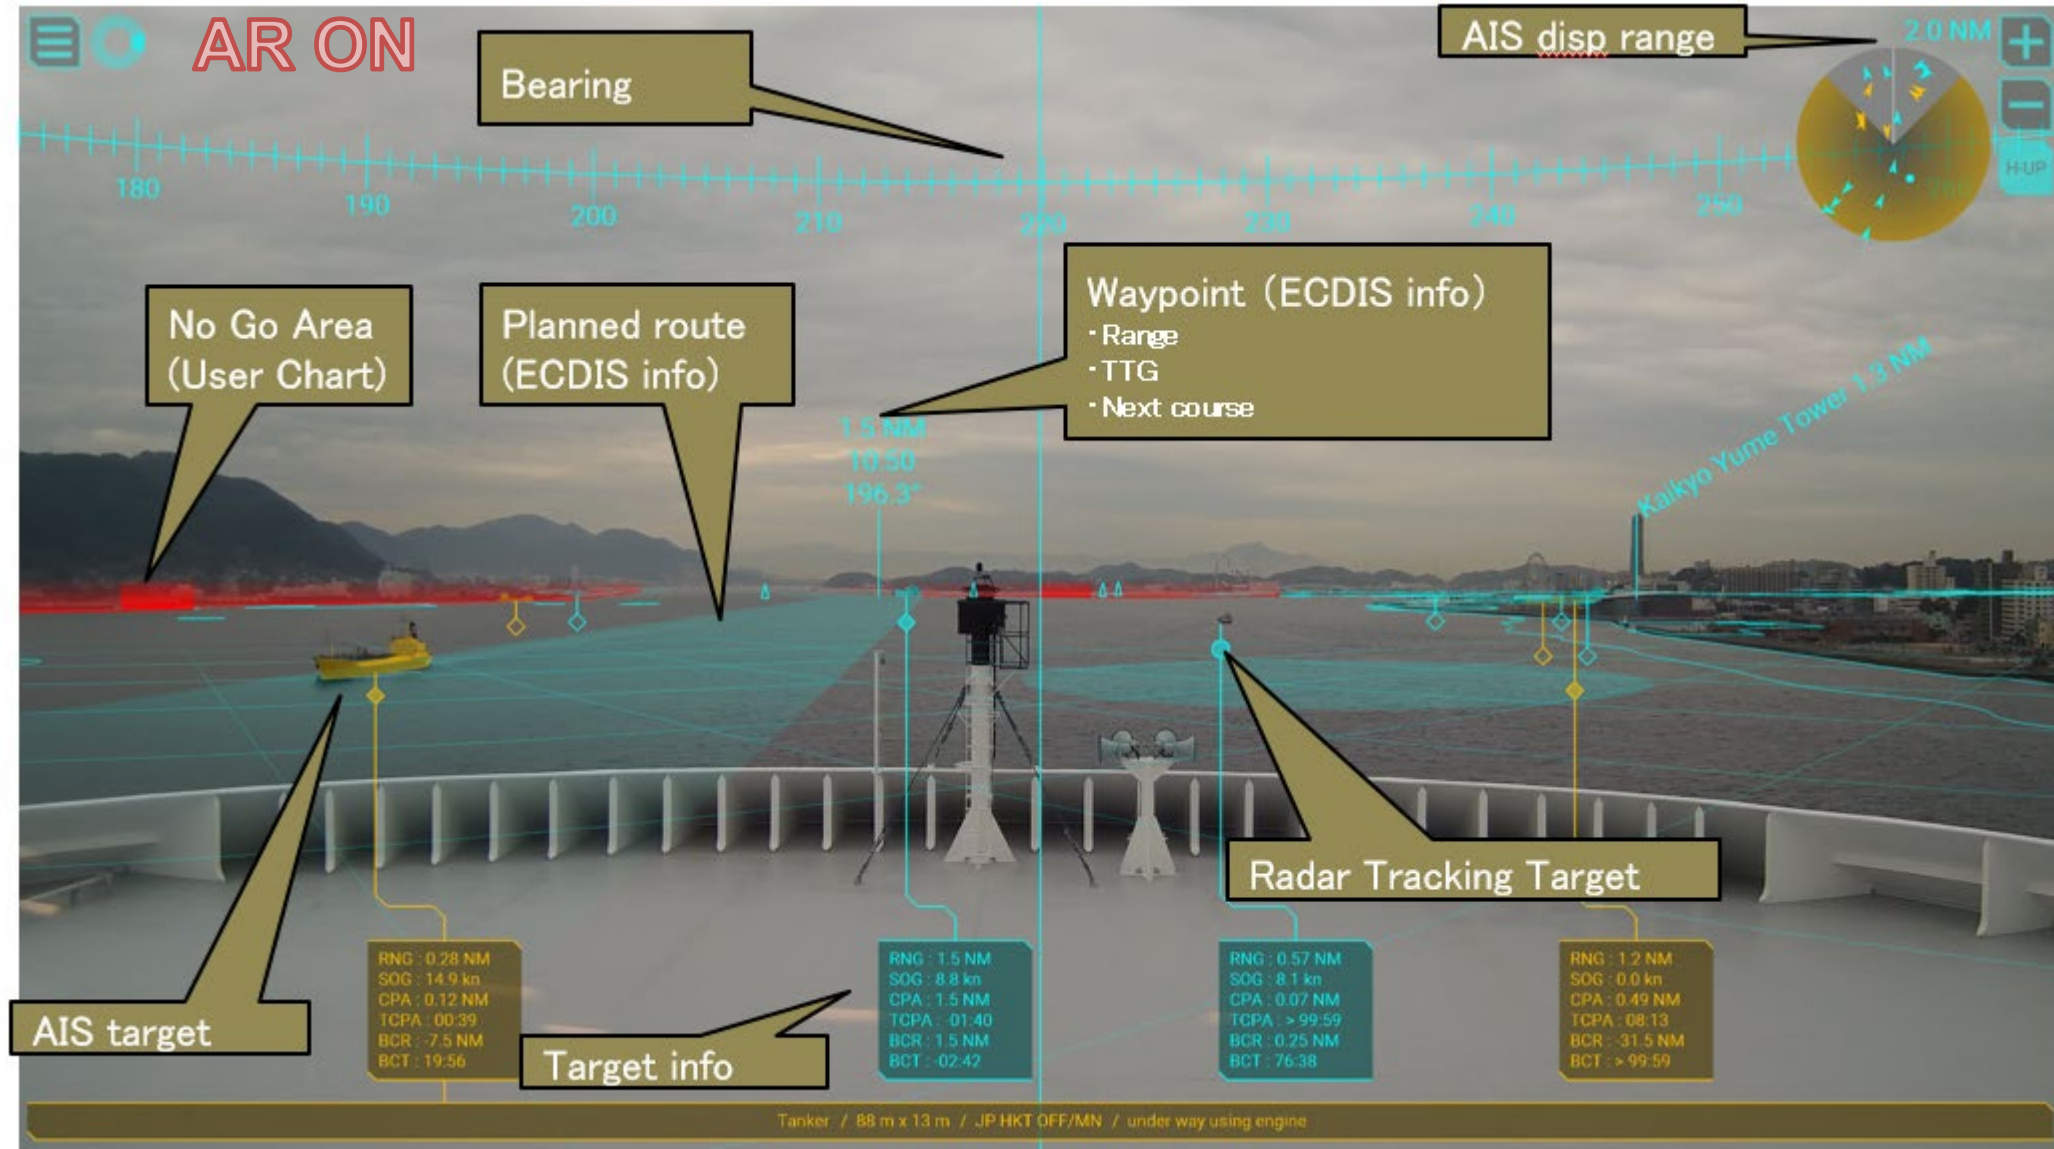 AR ON
Bearing
AIS disp range
2.0 NM
H-UP
180
190
200
210
220
230
240
250
No Go Area
(User Chart)
Planned route
(ECDIS info)
Waypoint (ECDIS info)
・Range
・TTG
・Next course
1.5 NM
10:50
196.3°
Kaikyo Yume Tower 1.3 NM
Radar Tracking Target
AIS target
Target info
RNG : 0.28 NM
SOG : 14.9 kn
CPA : 0.12 NM
TCPA : 00:39
BCR : -7.5 NM
BCT : 19:56
RNG : 1.5 NM
SOG : 8.8 kn
CPA : 1.5 NM
TCPA : -01:40
BCR : 1.5 NM
BCT : -02:42
RNG : 0.57 NM
SOG : 8.1 kn
CPA : 0.07 NM
TCPA : > 99:59
BCR : 0.25 NM
BCT : 76:38
RNG : 1.2 NM
SOG : 0.0 kn
CPA : 0.49 NM
TCPA : 08:13
BCR : -31.5 NM
BCT : > 99:59
Tanker / 88 m x 13 m / JP HKT OFF/MN / under way using engine